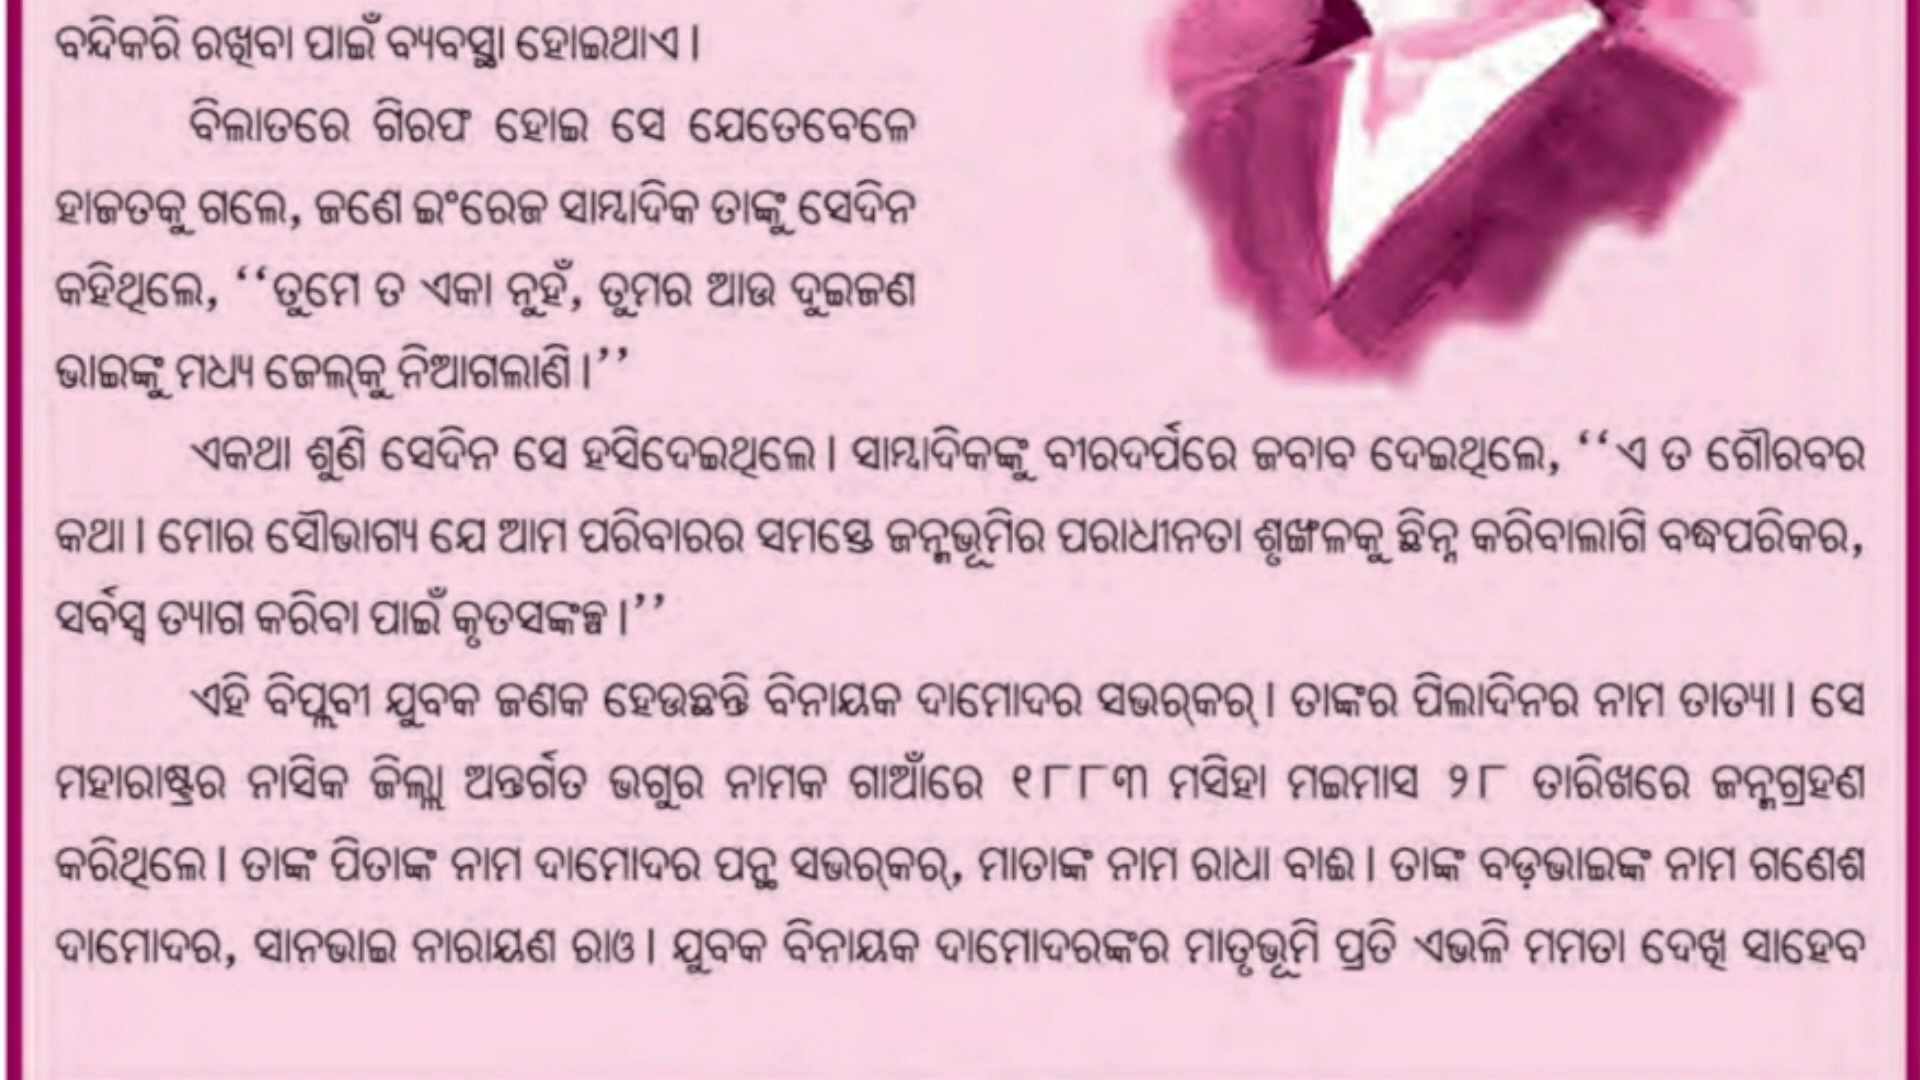 ବନ୍ଦିକରି ରଖିବା ପାଇଁ ବ୍ୟବସ୍ଥା ହୋଇଥାଏ ।
ବିଲାତରେ ଗିରଫ ହୋଇ ସେ ଯେତେବେଳେ
ହାଜତକୁ ଗଲେ, ଜଣେ ଇଂରେଜ ସାମ୍ୱାଦିକ ତାଙ୍କୁ ସେଦିନ
କହିଥିଲେ, ‘‘ତୁମେ ତ ଏକା ନୁହଁ, ତୁମର ଆଉ ଦୁଇଜଣ
ଭାଇଙ୍କୁ ମଧ୍ୟ ଜେଲ୍‌କୁ ନିଆଗଲାଣି ।’’
ଏକଥା ଶୁଣି ସେଦିନ ସେ ହସିଦେଇଥିଲେ । ସାମ୍ୱାଦିକଙ୍କୁ ବୀରଦର୍ପରେ ଜବାବ ଦେଇଥିଲେ, ‘‘ଏ ତ ଗୌରବର
କଥା । ମୋର ସୌଭାଗ୍ୟ ଯେ ଆମ ପରିବାରର ସମସ୍ତେ ଜନ୍ମଭୂମିର ପରାଧୀନତା ଶୃଙ୍ଖଳକୁ ଛିନ୍ନ କରିବାଲାଗି ବଦ୍ଧପରିକର,
ସର୍ବସ୍ୱ ତ୍ୟାଗ କରିବା ପାଇଁ କୃତସଙ୍କଳ୍ପ ।’’
ଏହି ବିପ୍ଳବୀ ଯୁବକ ଜଣକ ହେଉଛନ୍ତି ବିନାୟକ ଦାମୋଦର ସଭର୍‌କର୍ । ତାଙ୍କର ପିଲାଦିନର ନାମ ତାତ୍ୟା । ସେ
ମହାରାଷ୍ଟ୍ରର ନାସିକ ଜିଲ୍ଲା ଅନ୍ତର୍ଗତ ଭଗୁର ନାମକ ଗାଆଁରେ ୧୮୮୩ ମସିହା ମଇମାସ ୨୮ ତାରିଖରେ ଜନ୍ମଗ୍ରହଣ
କରିଥିଲେ । ତାଙ୍କ ପିତାଙ୍କ ନାମ ଦାମୋଦର ପନ୍ଥ ସଭର୍‌କର୍, ମାତାଙ୍କ ନାମ ରାଧା ବାଈ । ତାଙ୍କ ବଡ଼ଭାଇଙ୍କ ନାମ ଗଣେଶ
ଦାମୋଦର, ସାନଭାଇ ନାରାୟଣ ରାଓ । ଯୁବକ ବିନାୟକ ଦାମୋଦରଙ୍କର ମାତୃଭୂମି ପ୍ରତି ଏଭଳି ମମତା ଦେଖି ସାହେବ